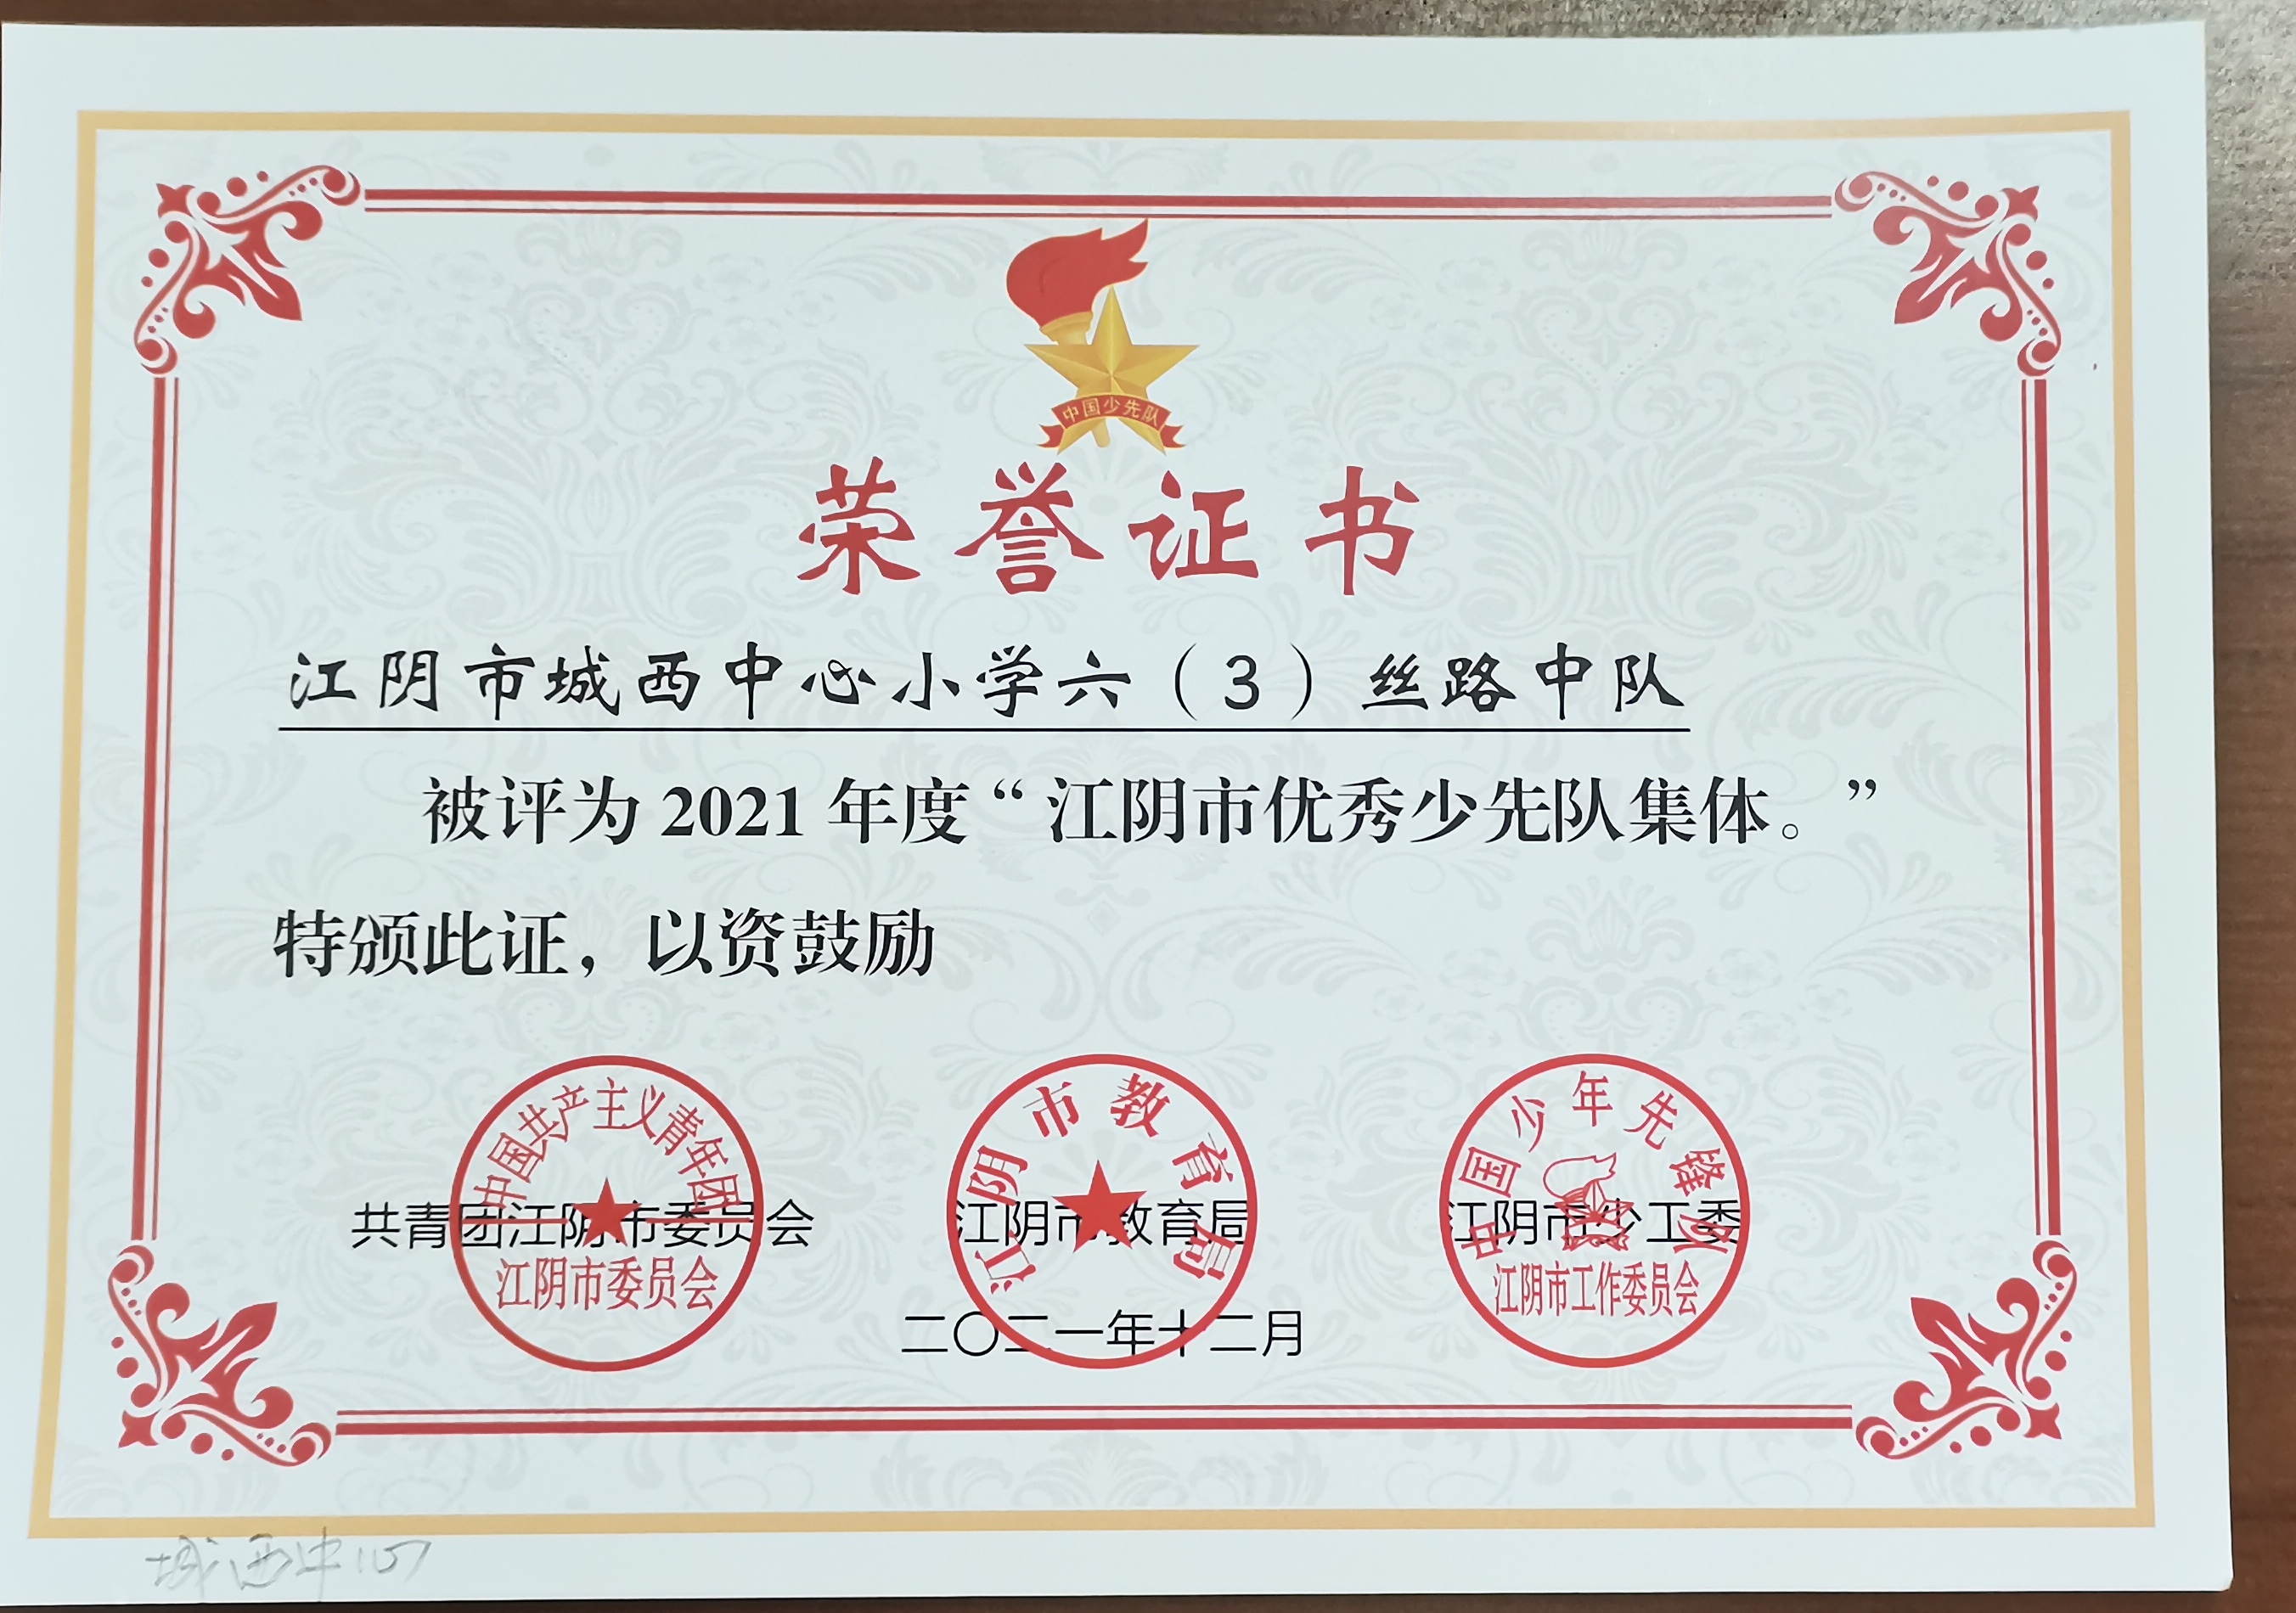 中国少先队
荣誉证书
江阴市城西中心小学六（3）丝路中队
被评为 2021 年度“江阴市优秀少先队集体。”
特颁此证，以资鼓励
中国共产主义青年团
江阴市委员会
共青团江阴市委员会
江阴市教育局
江阴市教育局
中国少年先锋队
江阴市工作委员会
江阴市少工委
二〇二一年十二月
城西中心